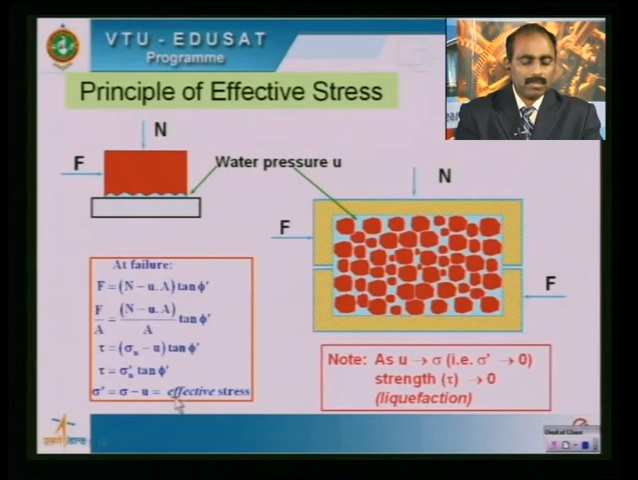 VTU - EDUSAT
Programme
Principle of Effective Stress
N
F
Water pressure u
N
F
F
At failure:
F = (N – u. A) tan ϕ'
F/A = (N – u. A)/A tan ϕ'
τ = (σn – u) tan ϕ'
τ = σ'n tan ϕ'
σ' = σ – u = effective stress
Note: As u → σ (i.e. σ' → 0)
strength (τ) → 0
(liquefaction)